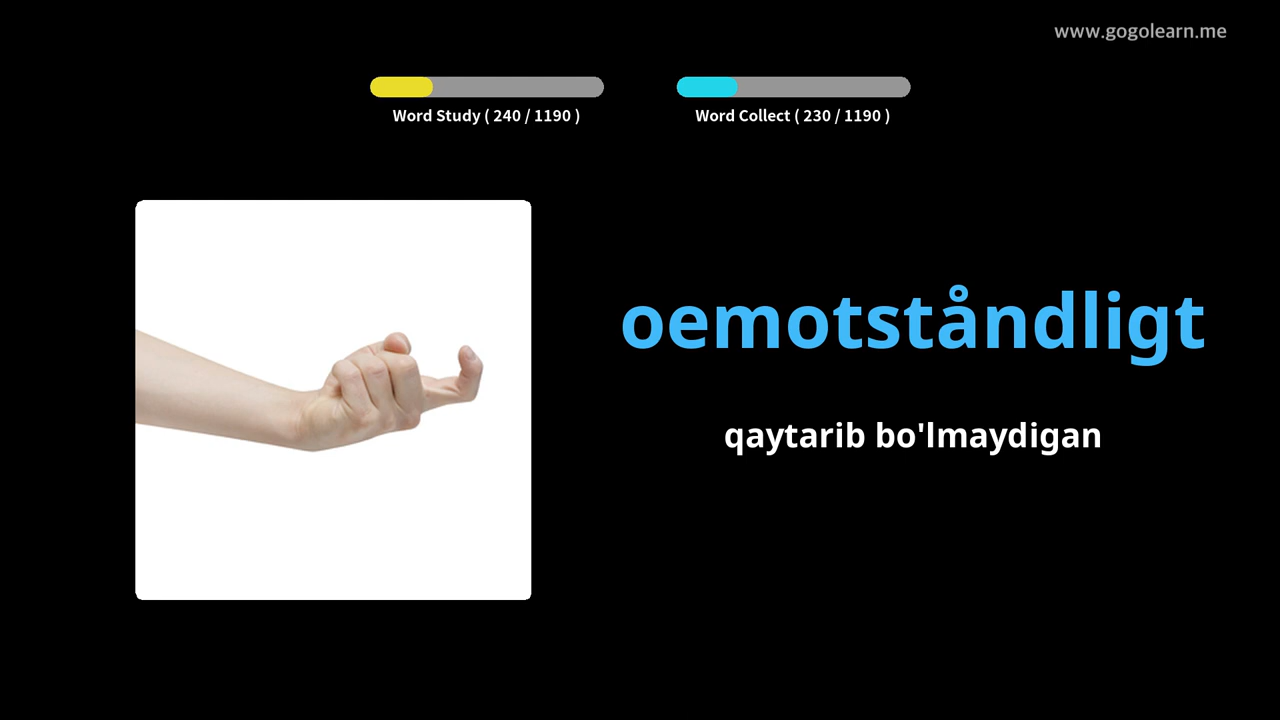 www.gogolearn.me
Word Study ( 240 / 1190 )
Word Collect ( 230 / 1190 )
oemotståndligt
qaytarib bo'lmaydigan